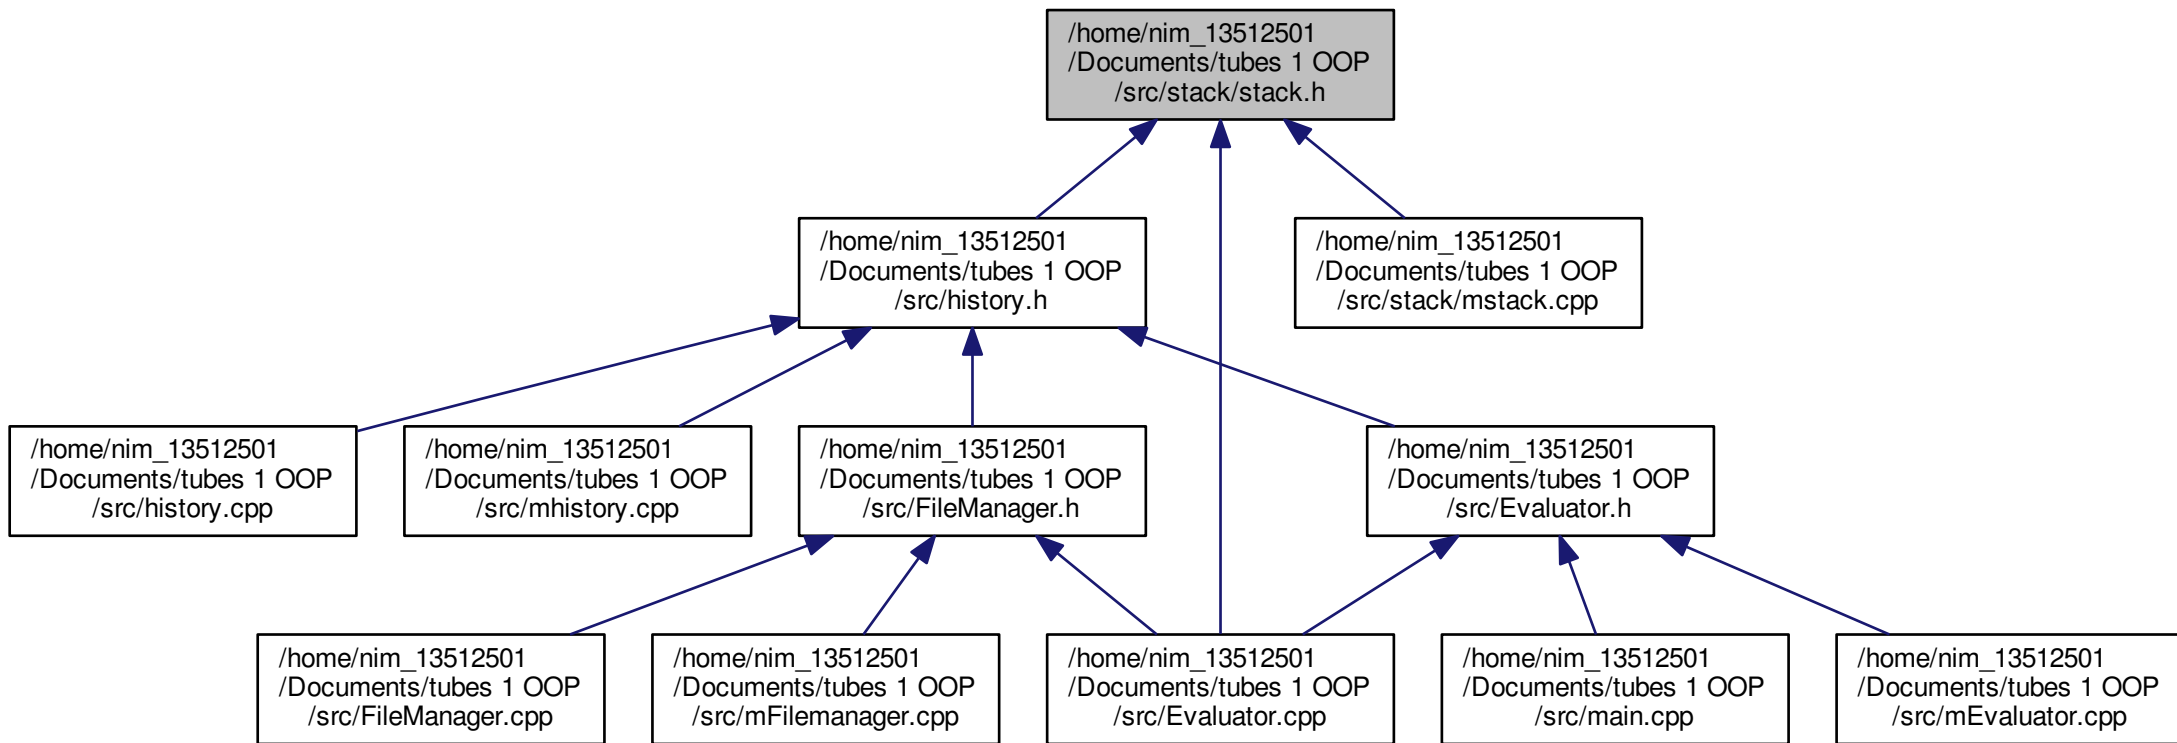 /home/nim_13512501
/Documents/tubes 1 OOP
/src/stack/stack.h
/home/nim_13512501
/Documents/tubes 1 OOP
/src/history.h
/home/nim_13512501
/Documents/tubes 1 OOP
/src/stack/mstack.cpp
/home/nim_13512501
/Documents/tubes 1 OOP
/src/history.cpp
/home/nim_13512501
/Documents/tubes 1 OOP
/src/mhistory.cpp
/home/nim_13512501
/Documents/tubes 1 OOP
/src/FileManager.h
/home/nim_13512501
/Documents/tubes 1 OOP
/src/Evaluator.h
/home/nim_13512501
/Documents/tubes 1 OOP
/src/FileManager.cpp
/home/nim_13512501
/Documents/tubes 1 OOP
/src/mFilemanager.cpp
/home/nim_13512501
/Documents/tubes 1 OOP
/src/Evaluator.cpp
/home/nim_13512501
/Documents/tubes 1 OOP
/src/main.cpp
/home/nim_13512501
/Documents/tubes 1 OOP
/src/mEvaluator.cpp